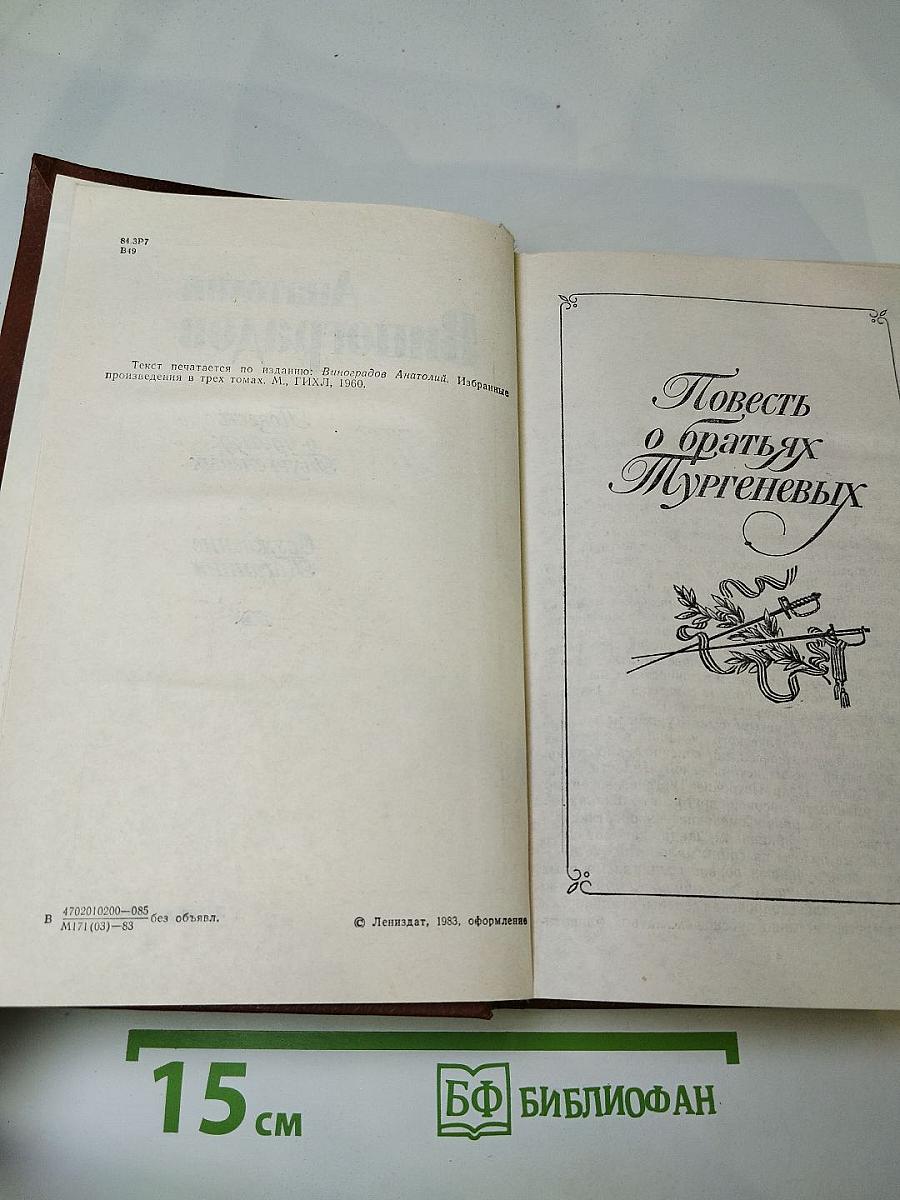 84.3Р7
В49
Текст печатается по изданию: Виноградов Анатолий. Избранные
произведения в трех томах. М., ГИХЛ, 1960.
В 4702010200—085
М171(03)—83 без объявл.
© Лениздат, 1983, оформление
Повесть
о братьях
Тургеневых
15 см
БФ БИБЛИОФАН